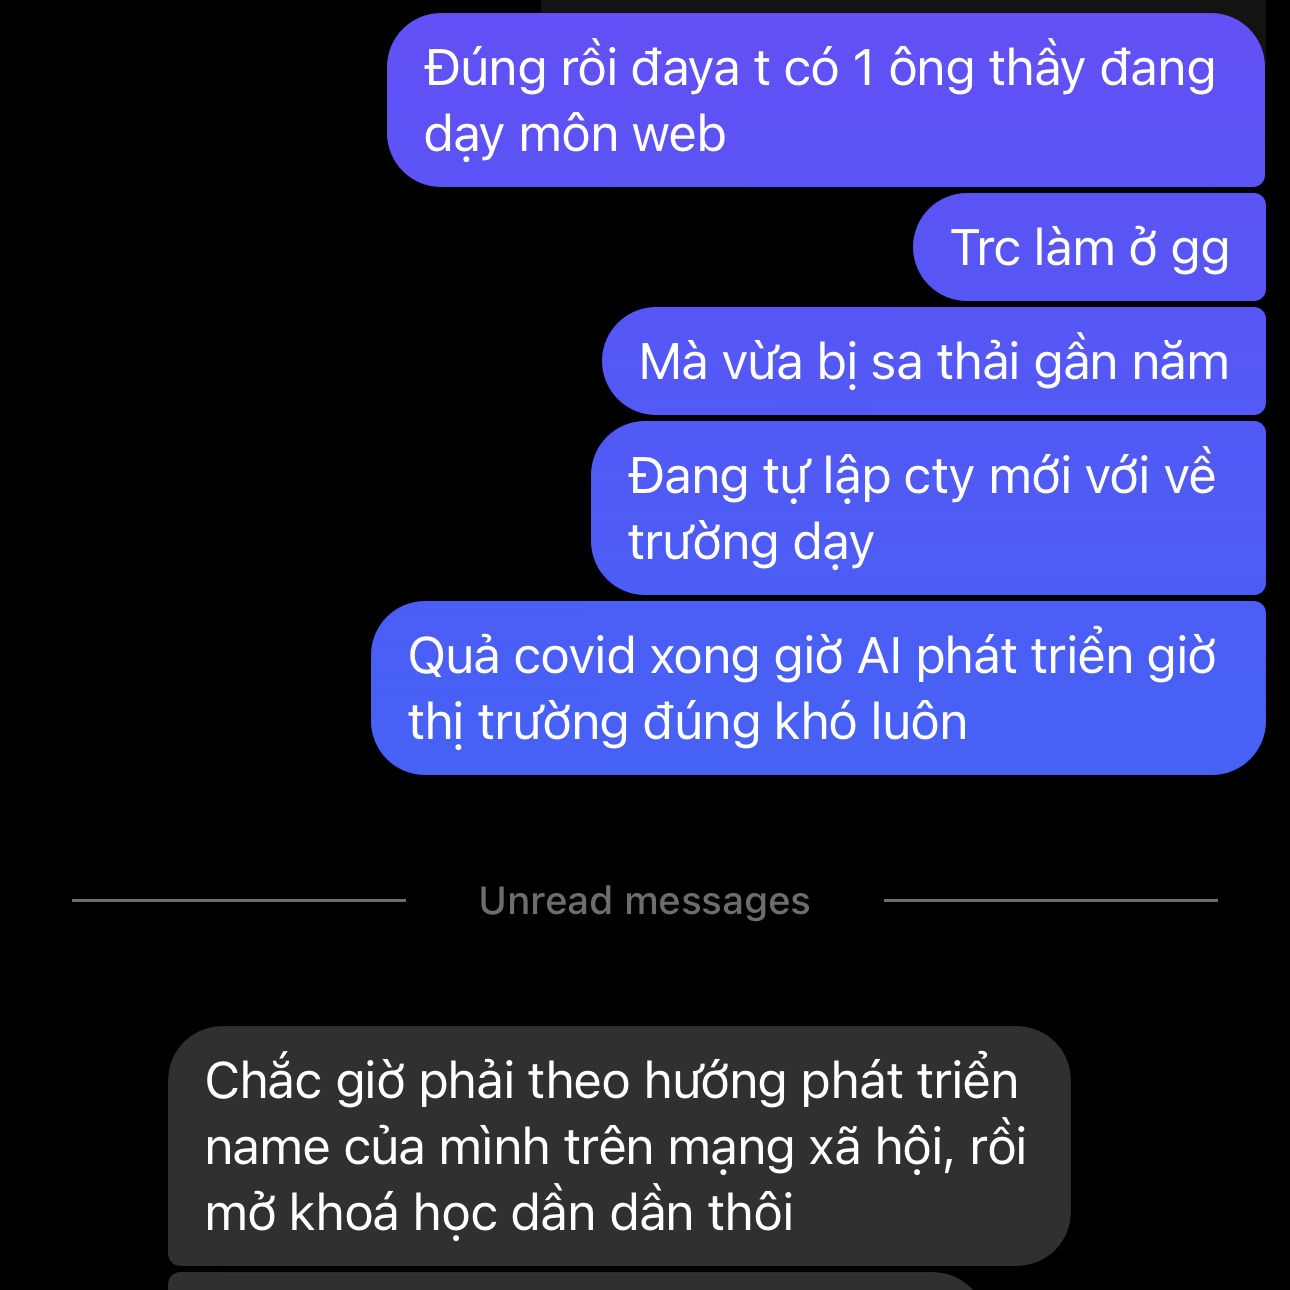 Đúng rồi đaya t có 1 ông thầy đang
dạy môn web
Trc làm ở gg
Mà vừa bị sa thải gần năm
Đang tự lập cty mới với về
trường dạy
Quả covid xong giờ AI phát triển giờ
thị trường đúng khó luôn
Unread messages
Chắc giờ phải theo hướng phát triển
name của mình trên mạng xã hội, rồi
mở khoá học dần dần thôi